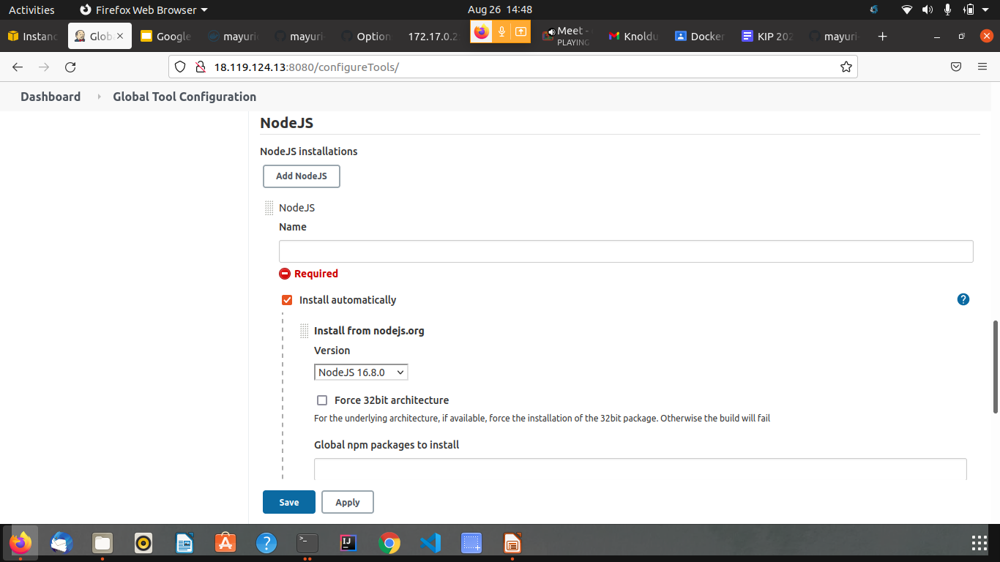 Activities Firefox Web Browser Aug 26 14:48
Instanc Globa Google mayuri mayuri- Option 172.17.0.2 Meet - Knoldu Docker KIP 202 mayuri-
PLAYING
18.119.124.13:8080/configureTools/
Dashboard Global Tool Configuration
NodeJS
NodeJS installations
Add NodeJS
NodeJS
Name
Required
Install automatically
?
Install from nodejs.org
Version
NodeJS 16.8.0
Force 32bit architecture
For the underlying architecture, if available, force the installation of the 32bit package. Otherwise the build will fail
Global npm packages to install
Save Apply